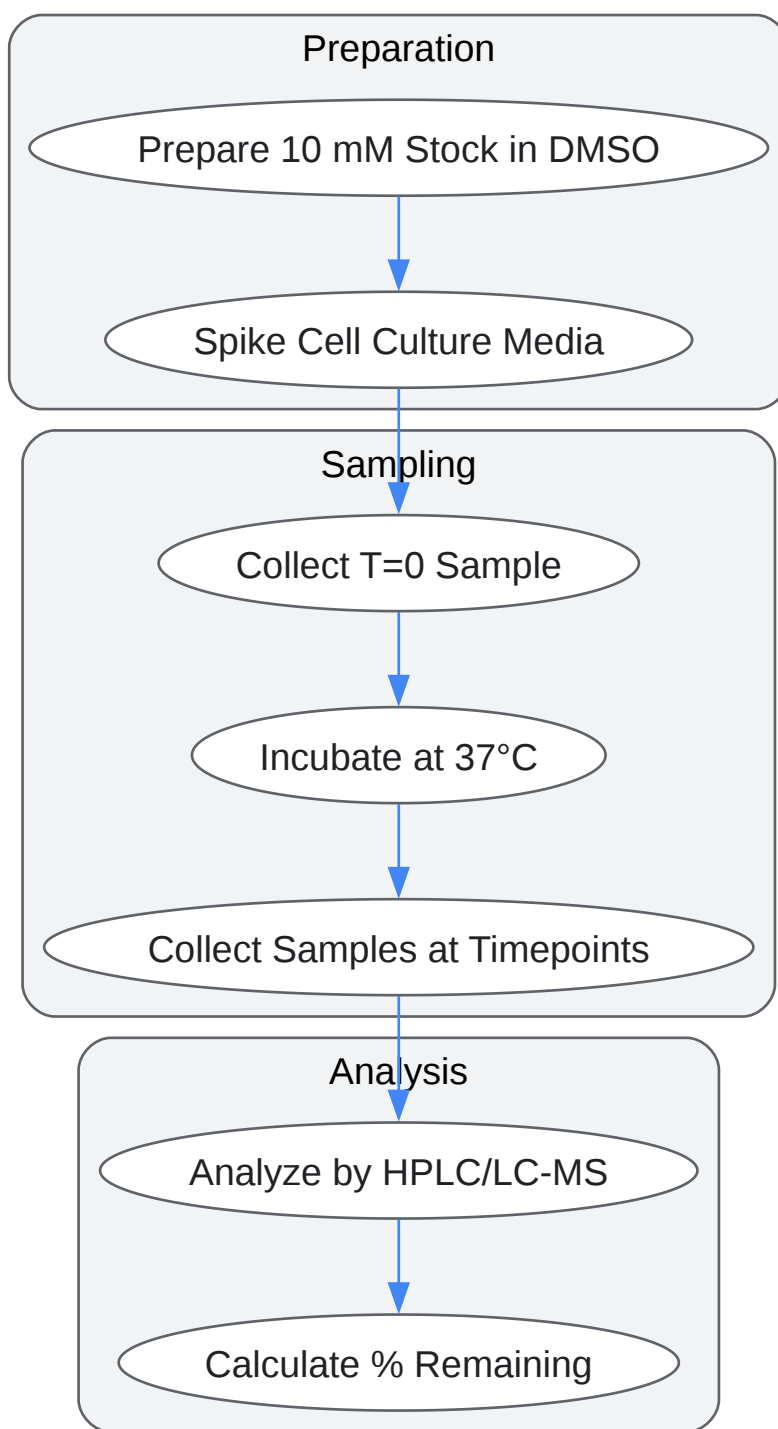 Preparation
Prepare 10 mM Stock in DMSO
Spike Cell Culture Media
Sampling
Collect T=0 Sample
Incubate at 37°C
Collect Samples at Timepoints
Analysis
Analyze by HPLC/LC-MS
Calculate % Remaining